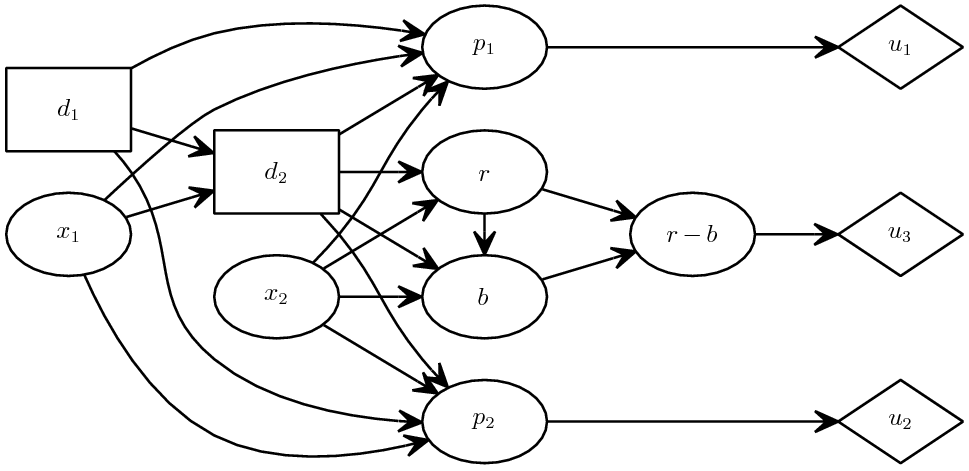 p₁
u₁
d₁
d₂
r
x₁
r − b
u₃
x₂
b
p₂
u₂